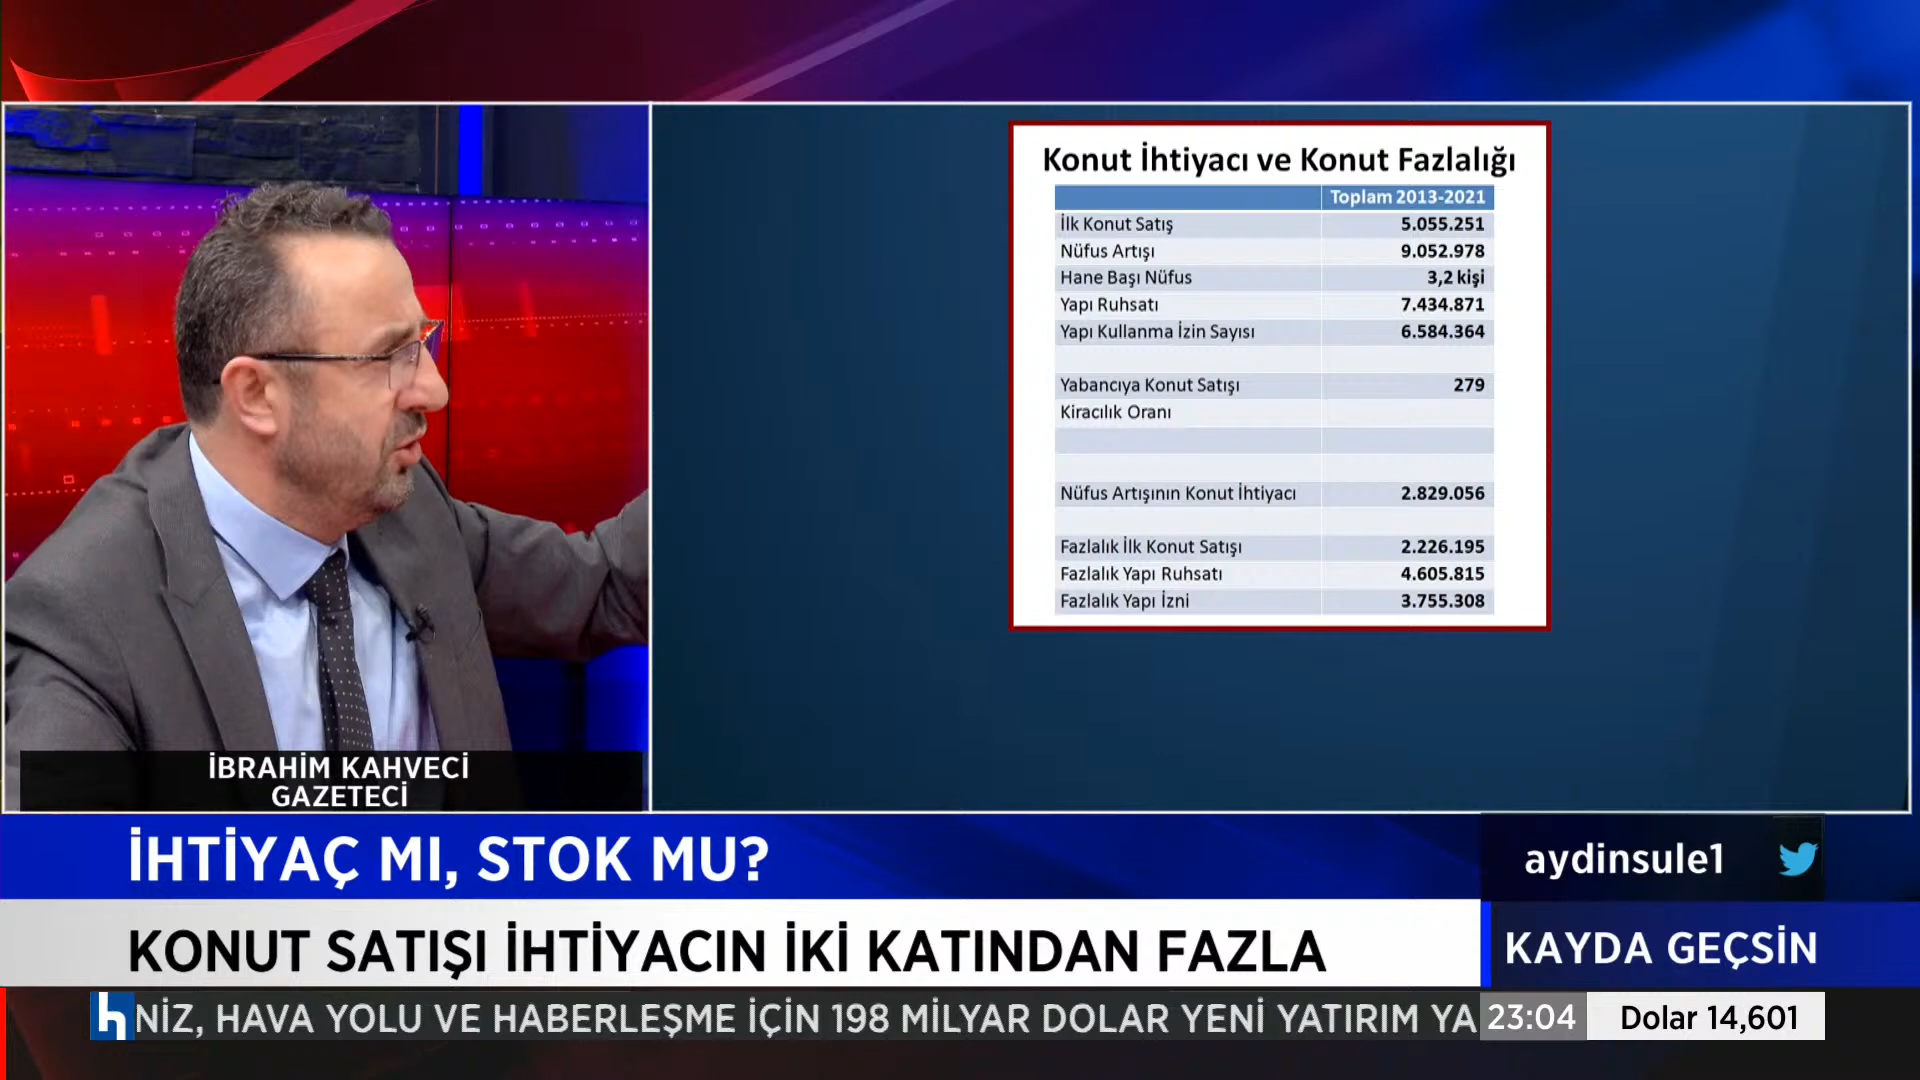 Konut İhtiyacı ve Konut Fazlalığı
Toplam 2013-2021
İlk Konut Satış 5.055.251
Nüfus Artışı 9.052.978
Hane Başı Nüfus 3,2 kişi
Yapı Ruhsatı 7.434.871
Yapı Kullanma İzin Sayısı 6.584.364
Yabancıya Konut Satışı 279
Kiracılık Oranı
Nüfus Artışının Konut İhtiyacı 2.829.056
Fazlalık İlk Konut Satışı 2.226.195
Fazlalık Yapı Ruhsatı 4.605.815
Fazlalık Yapı İzni 3.755.308
İBRAHİM KAHVECİ
GAZETECİ
İHTİYAÇ MI, STOK MU?
aydinsule1
KONUT SATIŞI İHTİYACIN İKİ KATINDAN FAZLA
KAYDA GEÇSİN
h NİZ, HAVA YOLU VE HABERLEŞME İÇİN 198 MİLYAR DOLAR YENİ YATIRIM YA 23:04 Dolar 14,601